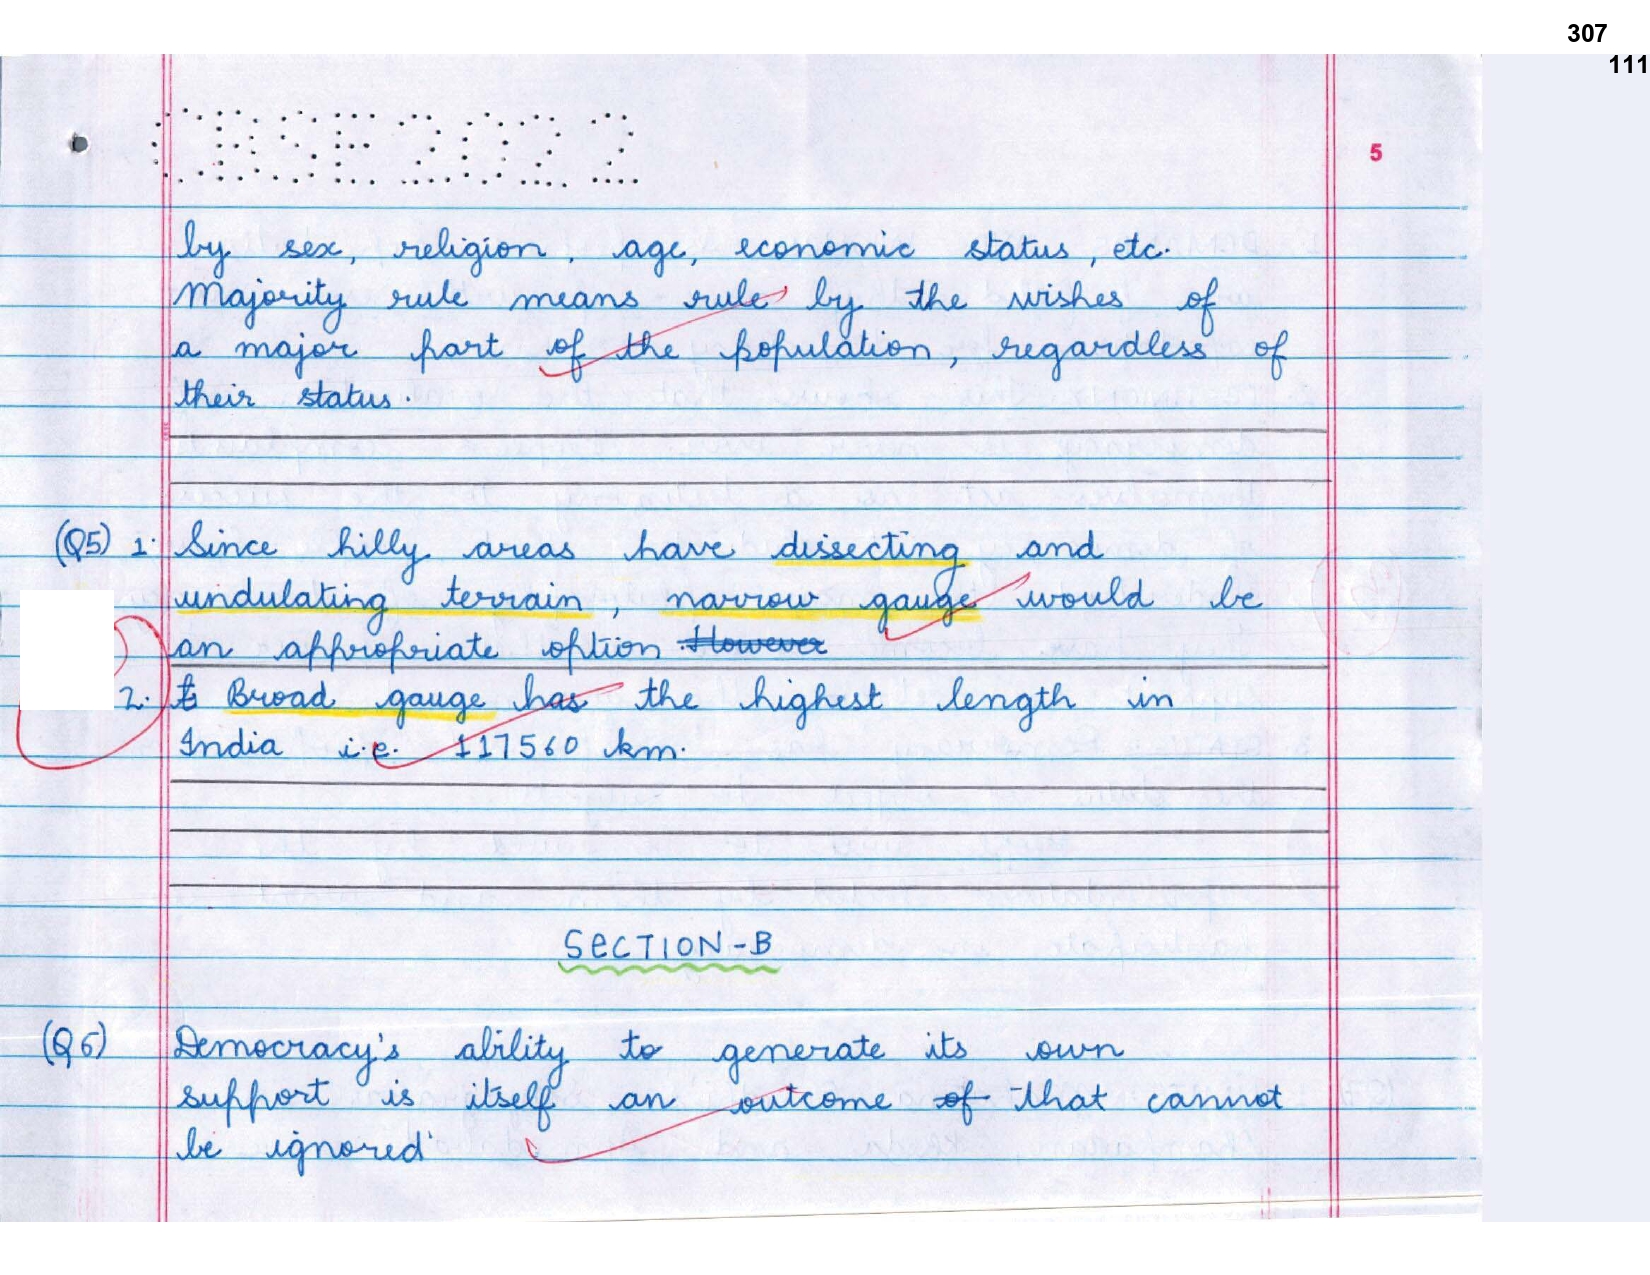 307
111
CBSE 2022
5
by sex, religion, age, economic status, etc.
Majority rule means rule by the wishes of
a major part of the population, regardless of
their status.
(Q5) 1. Since hilly areas have dissecting and
undulating terrain, narrow gauge would be
an appropriate option However
2. Broad gauge has the highest length in
India i.e. 117560 km.
SECTION-B
(Q6) Democracy's ability to generate its own
support is itself an outcome of that cannot
be ignored'